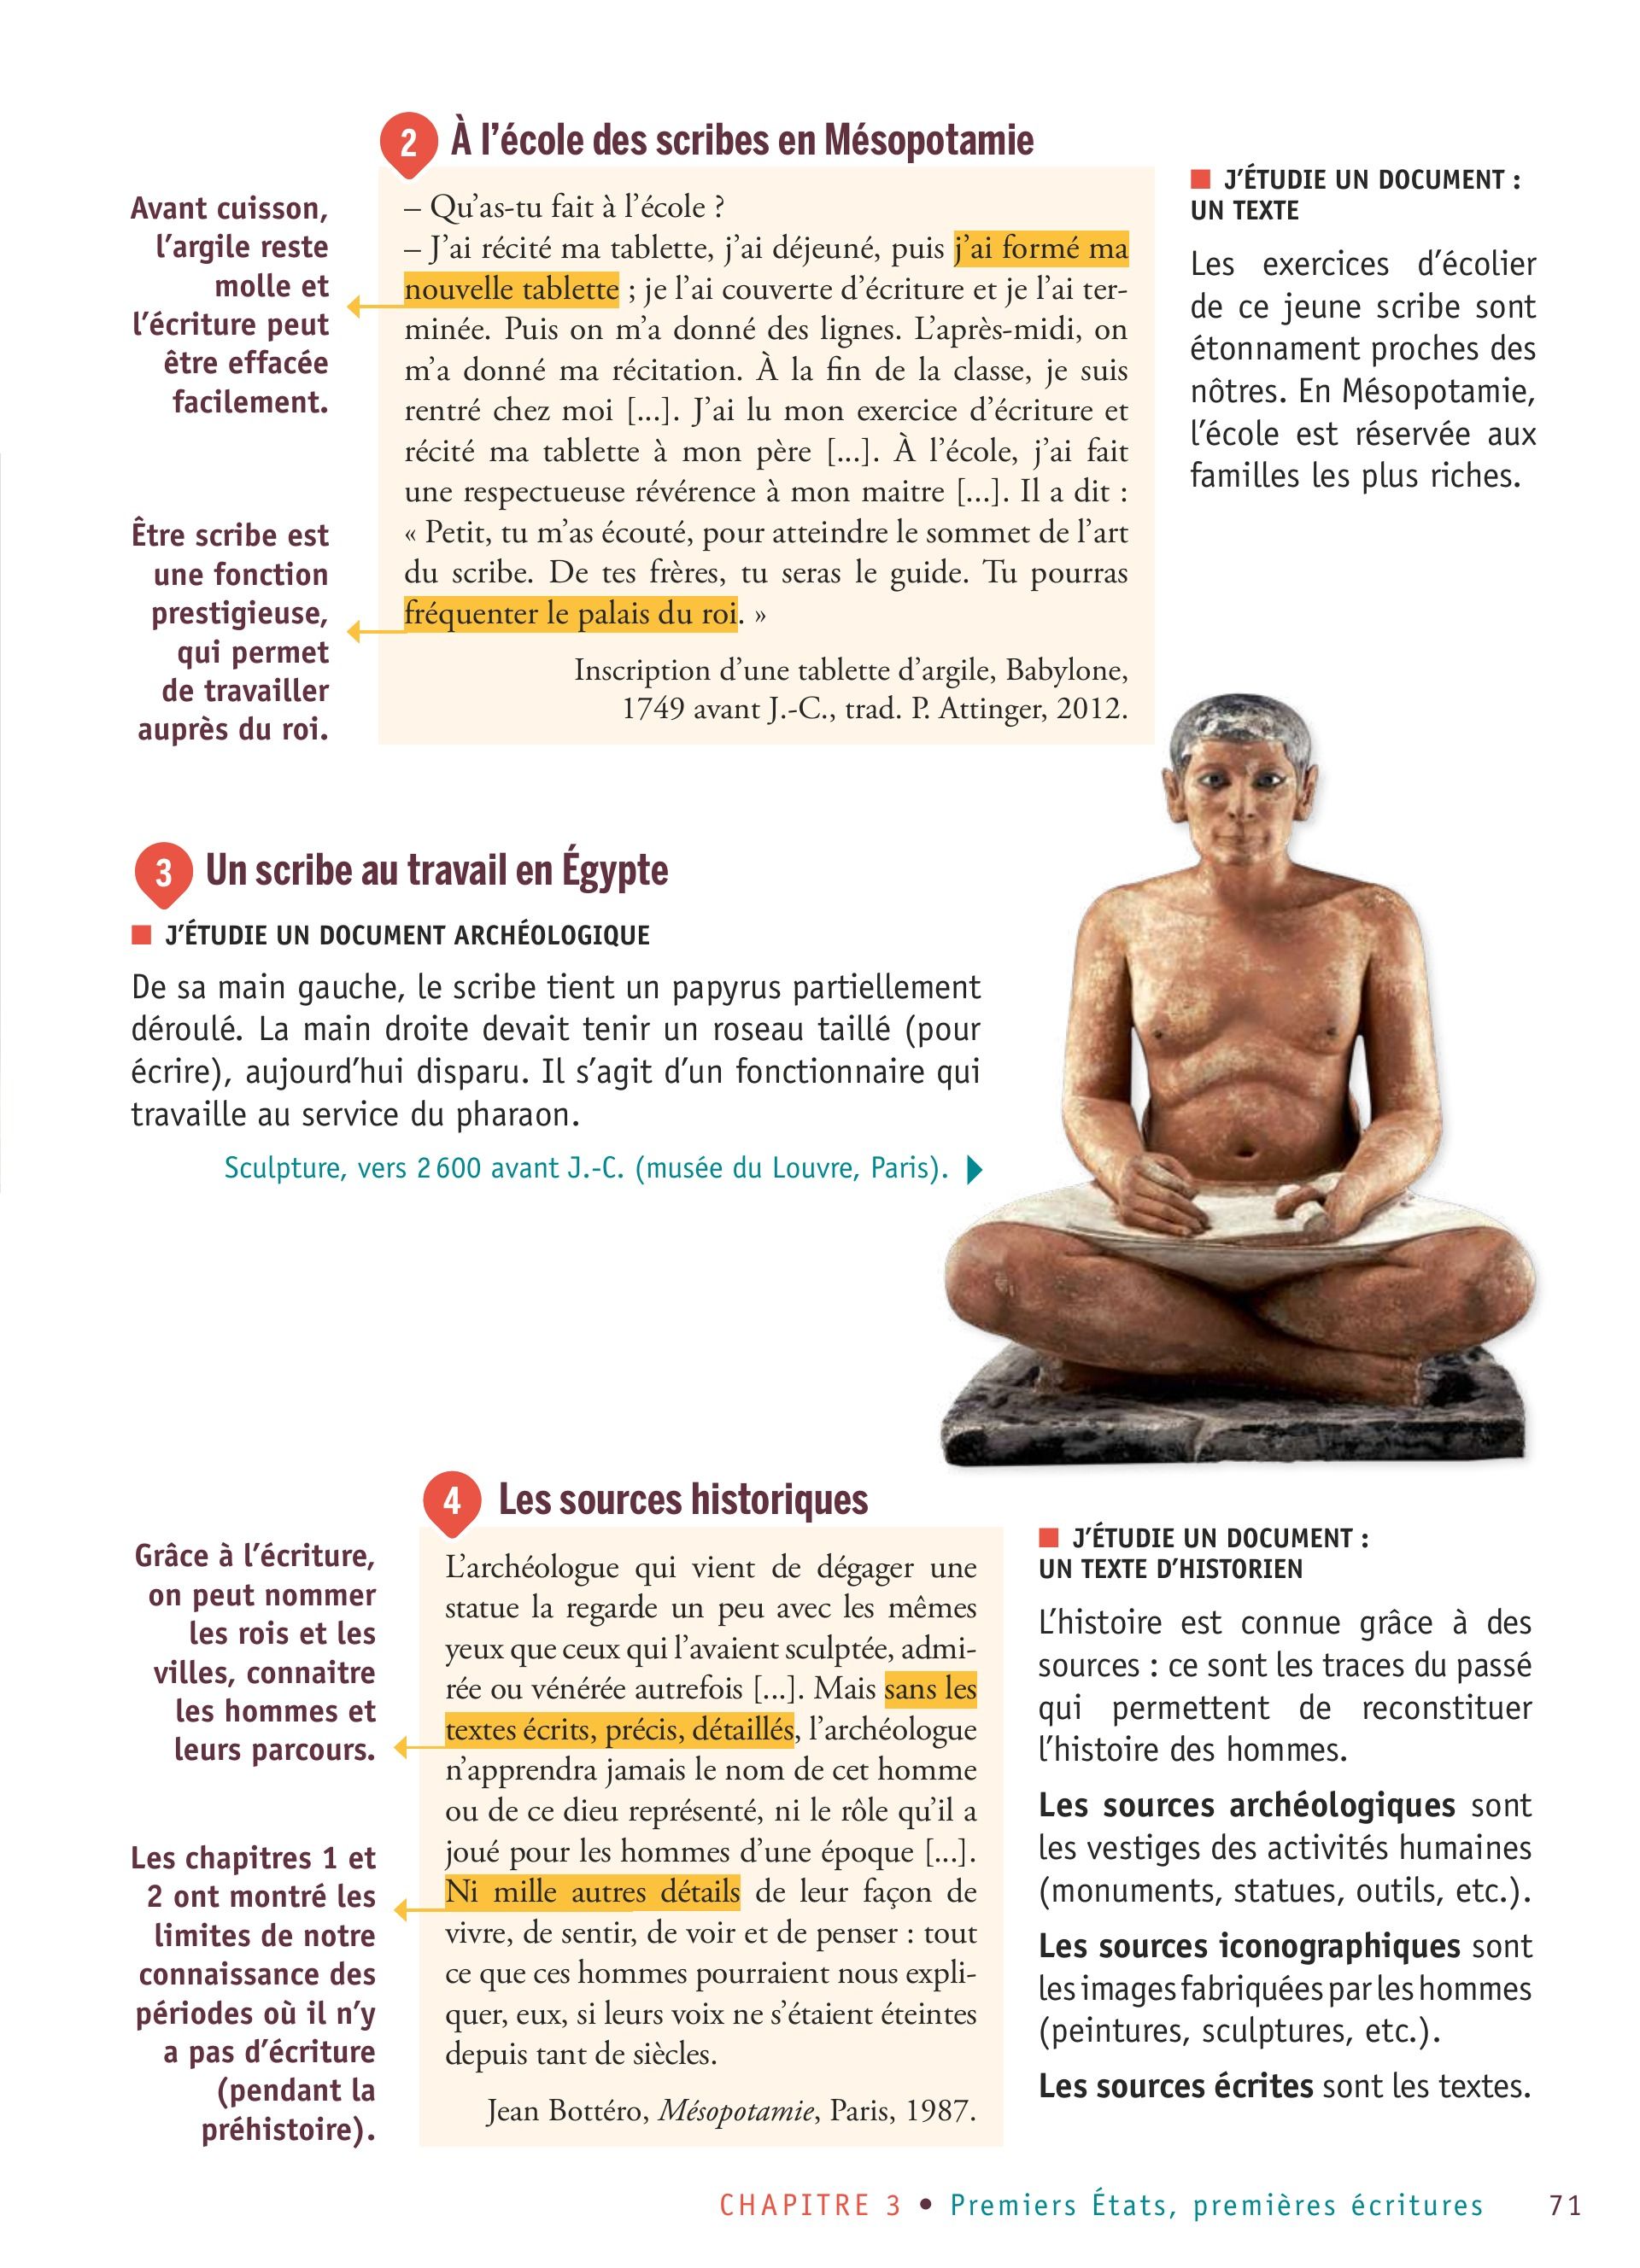 2 À l'école des scribes en Mésopotamie
Avant cuisson,
l'argile reste
molle et
l'écriture peut
être effacée
facilement.
Être scribe est
une fonction
prestigieuse,
qui permet
de travailler
auprès du roi.
– Qu'as-tu fait à l'école ?
– J'ai récité ma tablette, j'ai déjeuné, puis j'ai formé ma
nouvelle tablette ; je l'ai couverte d'écriture et je l'ai ter-
minée. Puis on m'a donné des lignes. L'après-midi, on
m'a donné ma récitation. À la fin de la classe, je suis
rentré chez moi [...]. J'ai lu mon exercice d'écriture et
récité ma tablette à mon père [...]. À l'école, j'ai fait
une respectueuse révérence à mon maitre [...]. Il a dit :
« Petit, tu m'as écouté, pour atteindre le sommet de l'art
du scribe. De tes frères, tu seras le guide. Tu pourras
fréquenter le palais du roi. »
Inscription d'une tablette d'argile, Babylone,
1749 avant J.-C., trad. P. Attinger, 2012.
■ J'ÉTUDIE UN DOCUMENT :
UN TEXTE
Les exercices d'écolier
de ce jeune scribe sont
étonnament proches des
nôtres. En Mésopotamie,
l'école est réservée aux
familles les plus riches.
3 Un scribe au travail en Égypte
■ J'ÉTUDIE UN DOCUMENT ARCHÉOLOGIQUE
De sa main gauche, le scribe tient un papyrus partiellement
déroulé. La main droite devait tenir un roseau taillé (pour
écrire), aujourd'hui disparu. Il s'agit d'un fonctionnaire qui
travaille au service du pharaon.
Sculpture, vers 2 600 avant J.-C. (musée du Louvre, Paris).
4 Les sources historiques
Grâce à l'écriture,
on peut nommer
les rois et les
villes, connaitre
les hommes et
leurs parcours.
Les chapitres 1 et
2 ont montré les
limites de notre
connaissance des
périodes où il n'y
a pas d'écriture
(pendant la
préhistoire).
L'archéologue qui vient de dégager une
statue la regarde un peu avec les mêmes
yeux que ceux qui l'avaient sculptée, admi-
rée ou vénérée autrefois [...]. Mais sans les
textes écrits, précis, détaillés, l'archéologue
n'apprendra jamais le nom de cet homme
ou de ce dieu représenté, ni le rôle qu'il a
joué pour les hommes d'une époque [...].
Ni mille autres détails de leur façon de
vivre, de sentir, de voir et de penser : tout
ce que ces hommes pourraient nous expli-
quer, eux, si leurs voix ne s'étaient éteintes
depuis tant de siècles.
Jean Bottéro, Mésopotamie, Paris, 1987.
■ J'ÉTUDIE UN DOCUMENT :
UN TEXTE D'HISTORIEN
L'histoire est connue grâce à des
sources : ce sont les traces du passé
qui permettent de reconstituer
l'histoire des hommes.
Les sources archéologiques sont
les vestiges des activités humaines
(monuments, statues, outils, etc.).
Les sources iconographiques sont
les images fabriquées par les hommes
(peintures, sculptures, etc.).
Les sources écrites sont les textes.
CHAPITRE 3 • Premiers États, premières écritures 71